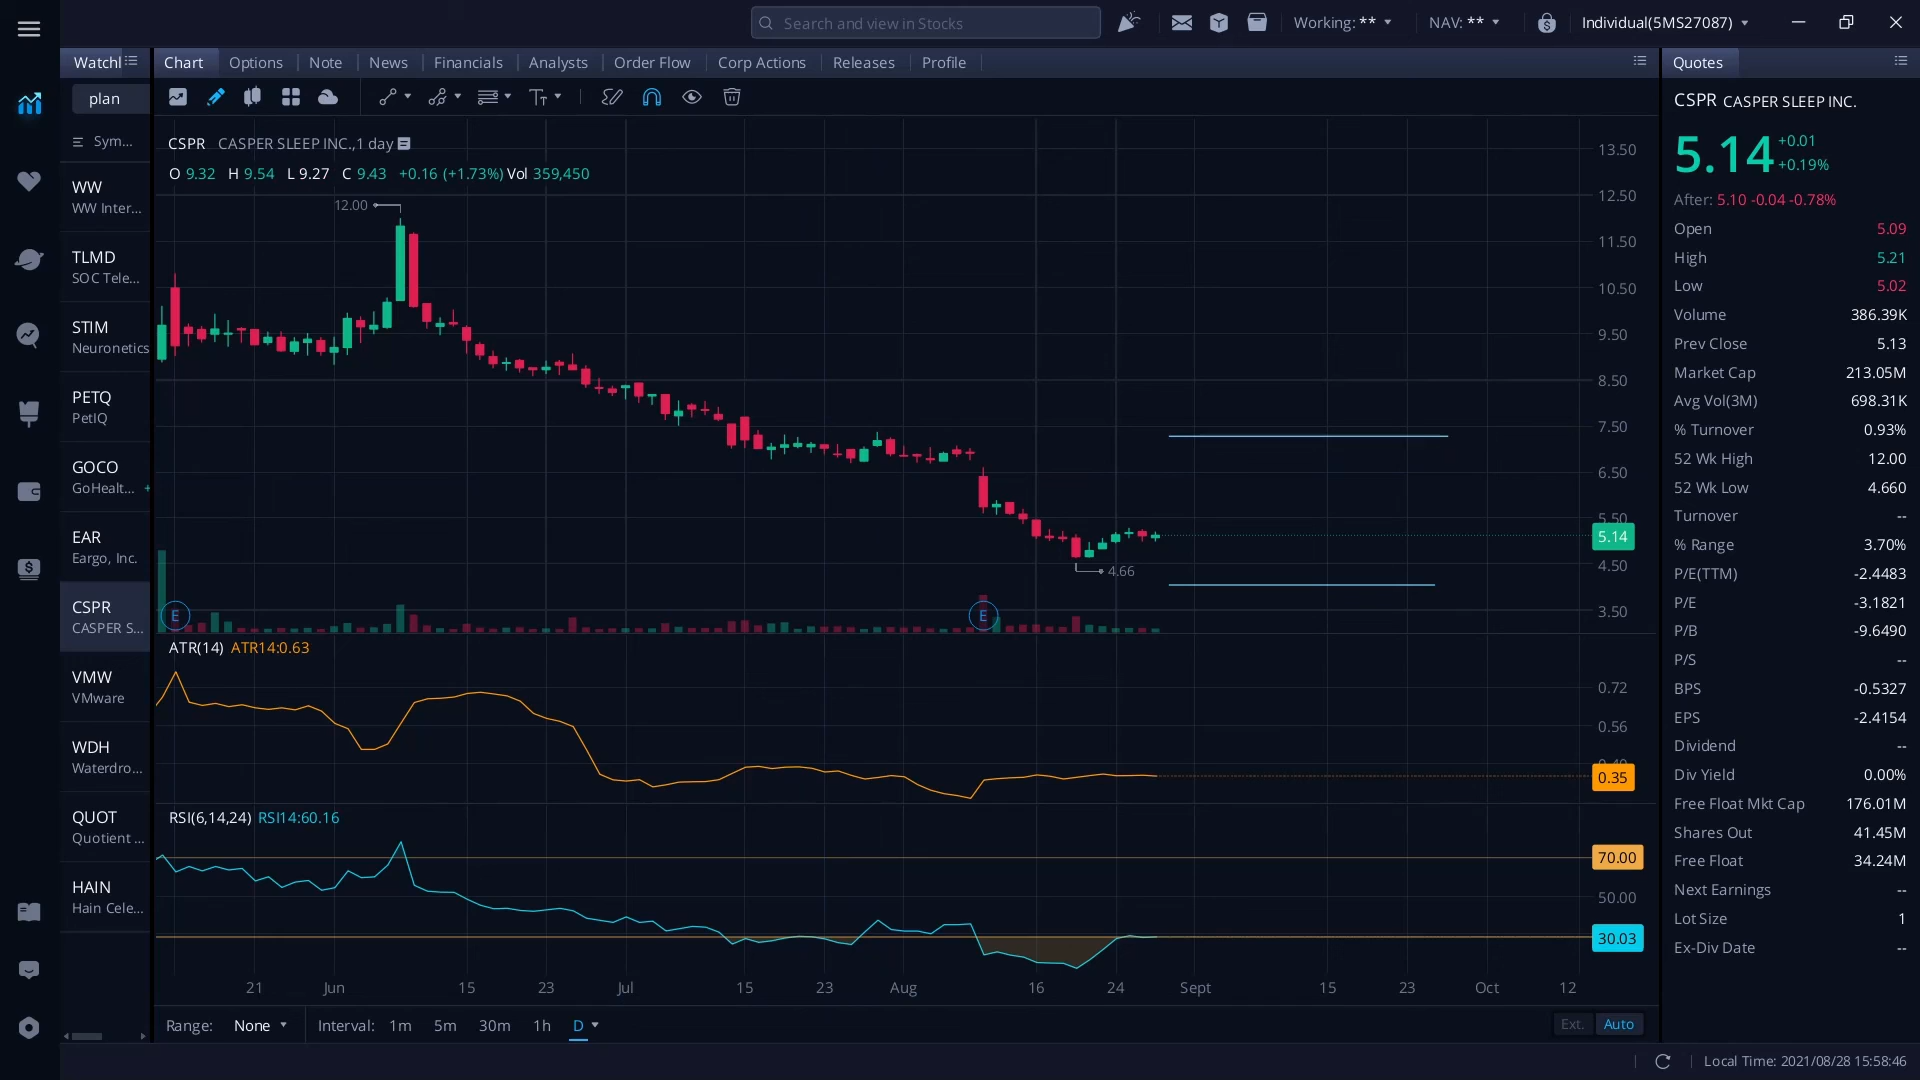 Search and view in Stocks
Working: **
NAV: **
Individual(5MS27087)
Watchl
Chart
Options
Note
News
Financials
Analysts
Order Flow
Corp Actions
Releases
Profile
Quotes
plan
Sym...
WW
WW Inter...
TLMD
SOC Tele...
STIM
Neuronetics
PETQ
PetIQ
GOCO
GoHealt... +
EAR
Eargo, Inc.
CSPR
CASPER S...
VMW
VMware
WDH
Waterdro...
QUOT
Quotient ...
HAIN
Hain Cele...
CSPR CASPER SLEEP INC.,1 day
O 9.32 H 9.54 L 9.27 C 9.43 +0.16 (+1.73%) Vol 359,450
12.00
4.66
E
E
13.50
12.50
11.50
10.50
9.50
8.50
7.50
6.50
5.50
5.14
4.50
3.50
ATR(14) ATR14:0.63
0.72
0.56
0.40
0.35
RSI(6,14,24) RSI14:60.16
70.00
50.00
30.03
21 Jun 15 23 Jul 15 23 Aug 16 24 Sept 15 23 Oct 12
Range: None Interval: 1m 5m 30m 1h D
Ext. Auto
CSPR CASPER SLEEP INC.
5.14
+0.01
+0.19%
After: 5.10 -0.04 -0.78%
Open 5.09
High 5.21
Low 5.02
Volume 386.39K
Prev Close 5.13
Market Cap 213.05M
Avg Vol(3M) 698.31K
% Turnover 0.93%
52 Wk High 12.00
52 Wk Low 4.660
Turnover --
% Range 3.70%
P/E(TTM) -2.4483
P/E -3.1821
P/B -9.6490
P/S --
BPS -0.5327
EPS -2.4154
Dividend --
Div Yield 0.00%
Free Float Mkt Cap 176.01M
Shares Out 41.45M
Free Float 34.24M
Next Earnings --
Lot Size 1
Ex-Div Date --
Local Time: 2021/08/28 15:58:46